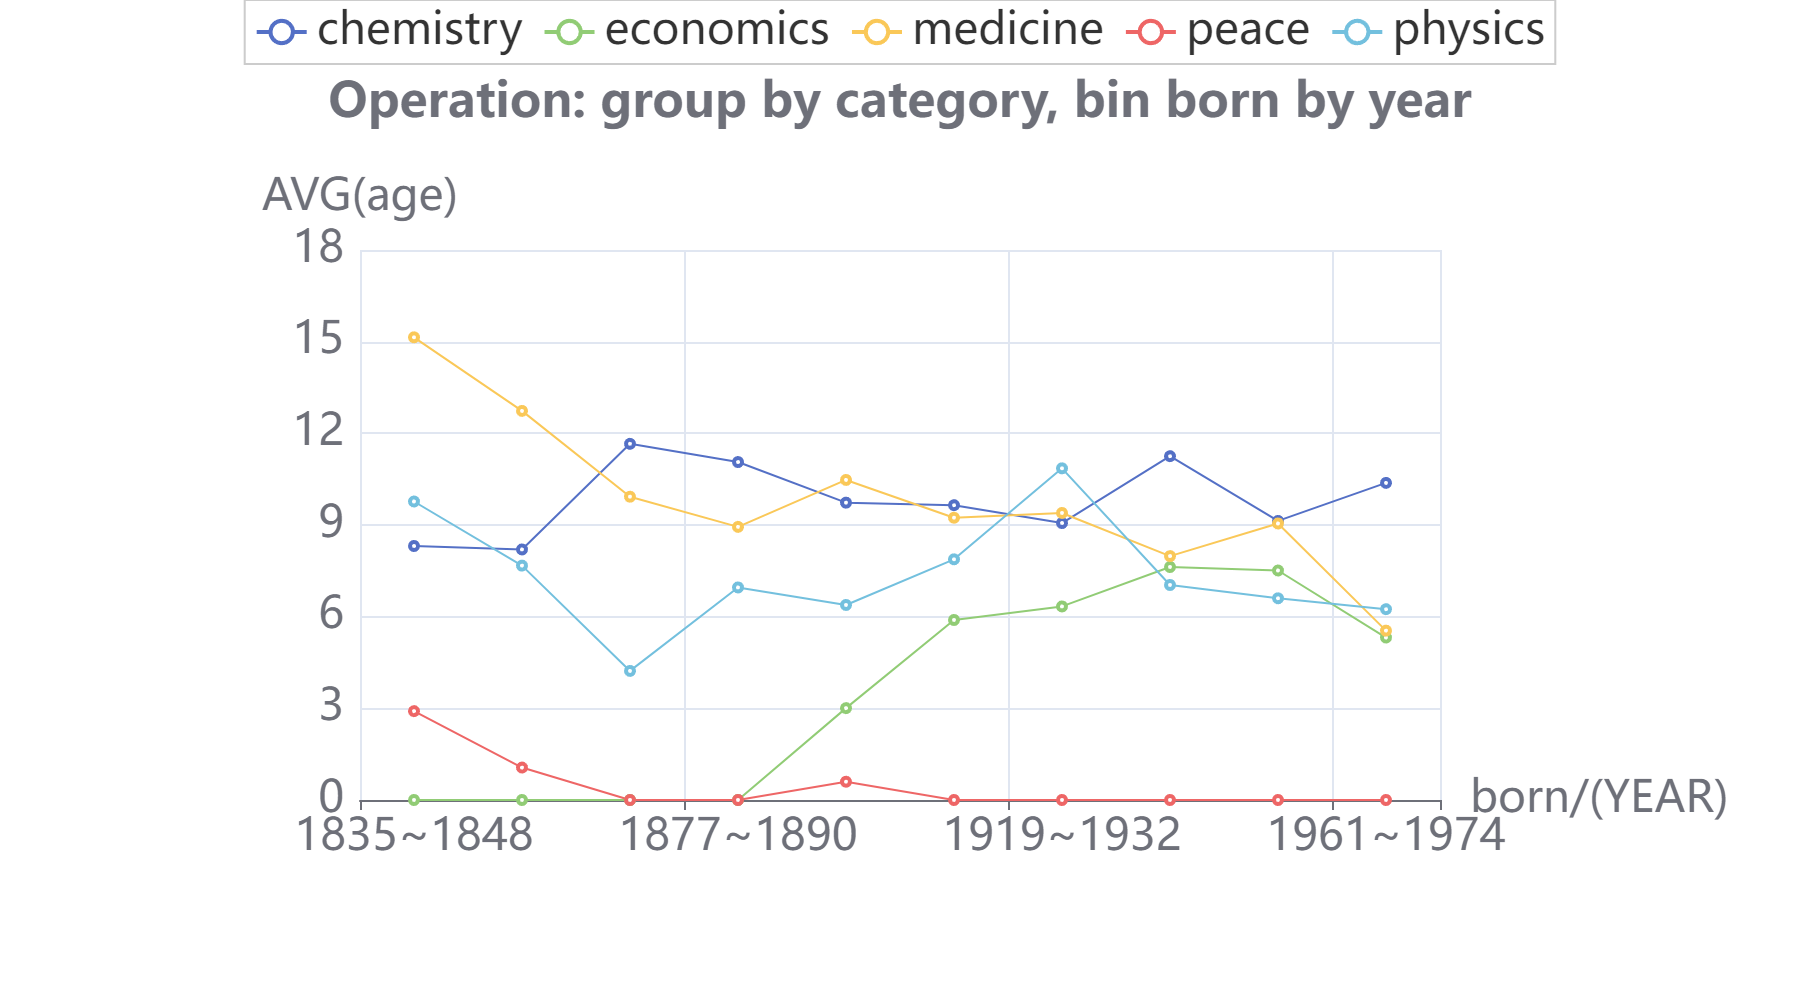 chemistry economics medicine peace physics
Operation: group by category, bin born by year
AVG(age)
18
15
12
9
6
3
0
born/(YEAR)
1835~1848 1877~1890 1919~1932 1961~1974